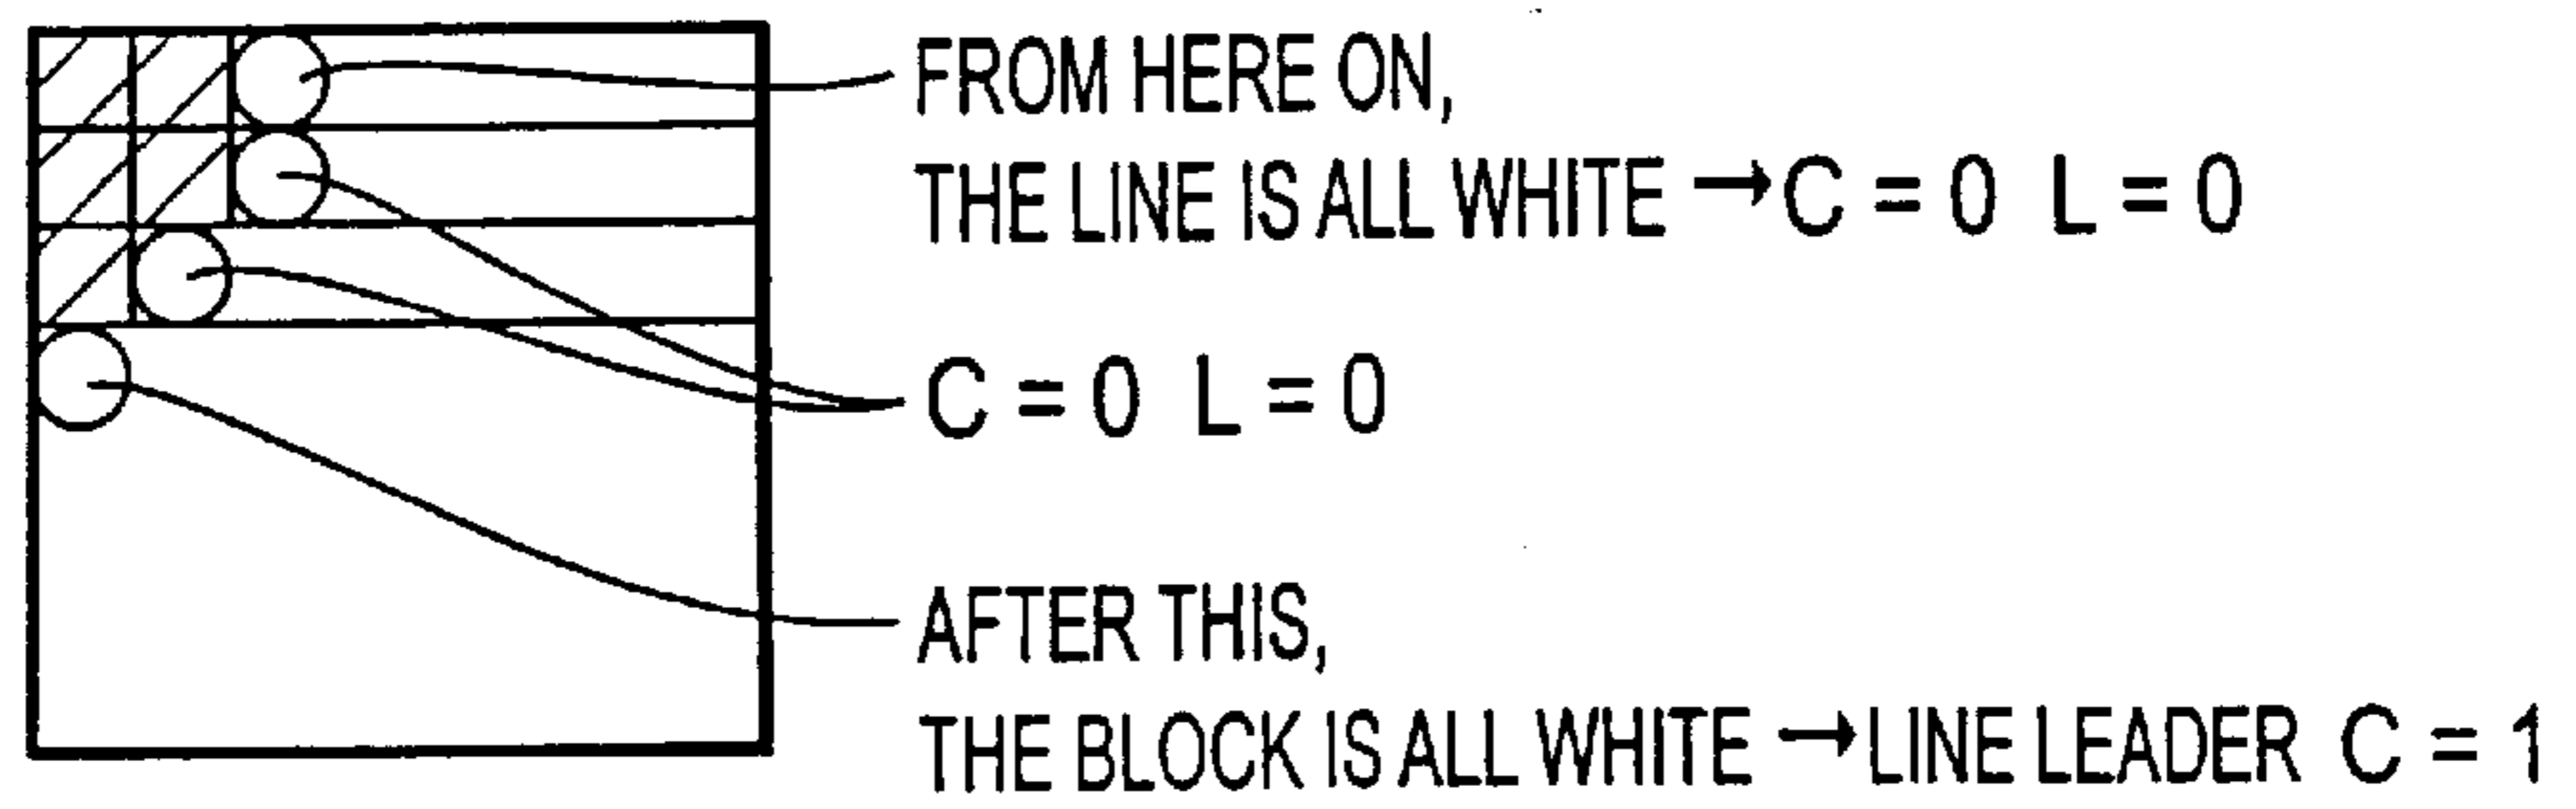 FROM HERE ON,
THE LINE IS ALL WHITE → C = 0 L = 0
C = 0 L = 0
AFTER THIS,
THE BLOCK IS ALL WHITE → LINE LEADER C = 1